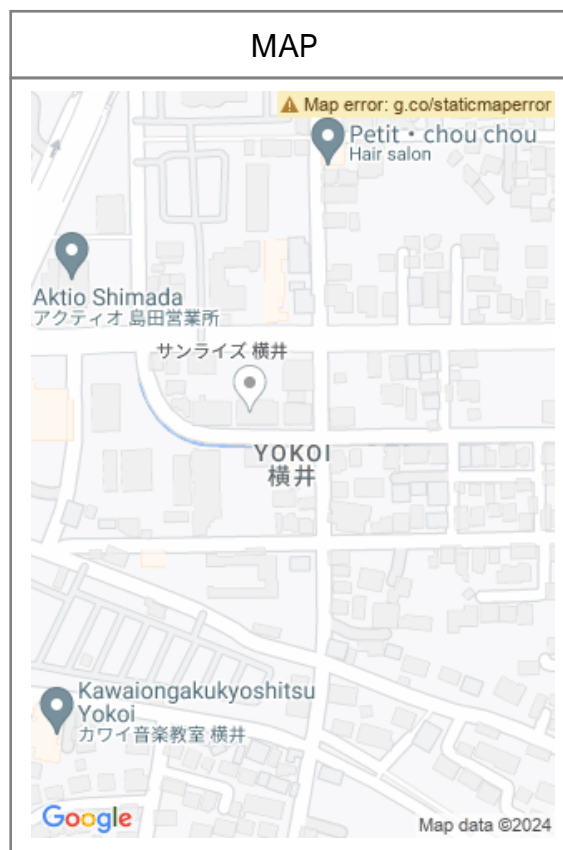 MAP
Map error: g.co/staticmaperror
Petit・chou chou
Hair salon
Aktio Shimada
アクティオ 島田営業所
サンライズ 横井
YOKOI
横井
Kawaiongakukyoshitsu
Yokoi
カワイ音楽教室 横井
Google
Map data ©2024